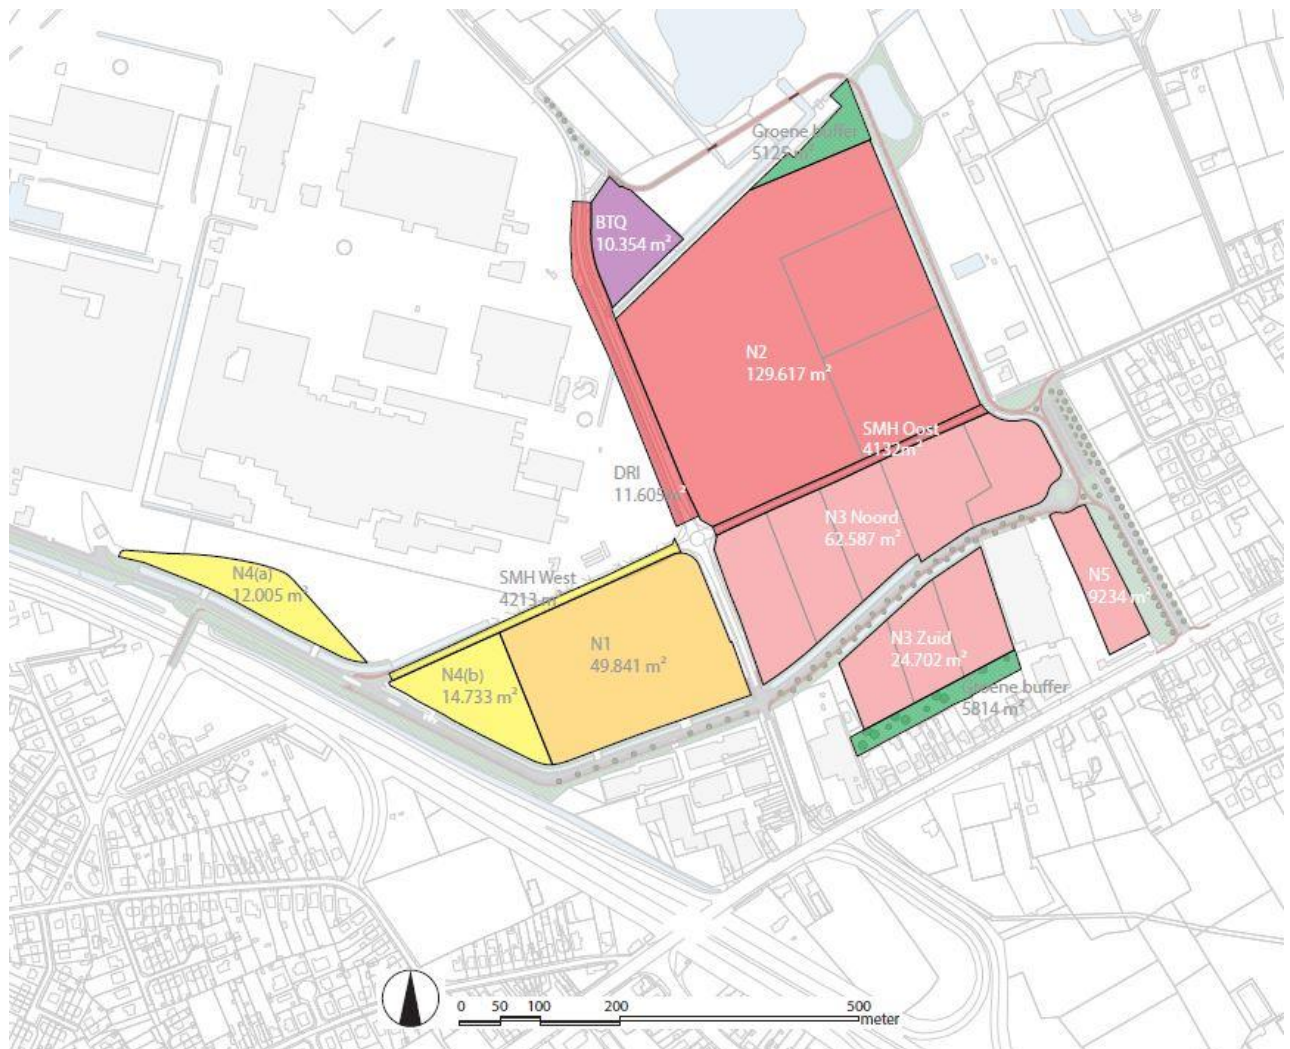 Groene buffer
5125 m²
BTQ
10.354 m²
N2
129.617 m²
SMH Oost
4132m²
DRI
11.605 m²
N3 Noord
62.587 m²
N4(a)
12.005 m²
SMH West
4213 m²
N5
9234 m²
N1
49.841 m²
N3 Zuid
24.702 m²
N4(b)
14.733 m²
Groene buffer
5814 m²
0 50 100 200 500
meter